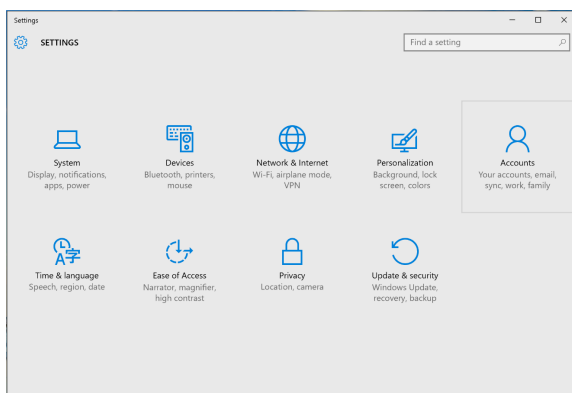 Settings
SETTINGS
Find a setting
System
Display, notifications,
apps, power
Devices
Bluetooth, printers,
mouse
Network & Internet
Wi-Fi, airplane mode,
VPN
Personalization
Background, lock
screen, colors
Accounts
Your accounts, email,
sync, work, family
A字
Time & language
Speech, region, date
Ease of Access
Narrator, magnifier,
high contrast
Privacy
Location, camera
Update & security
Windows Update,
recovery, backup